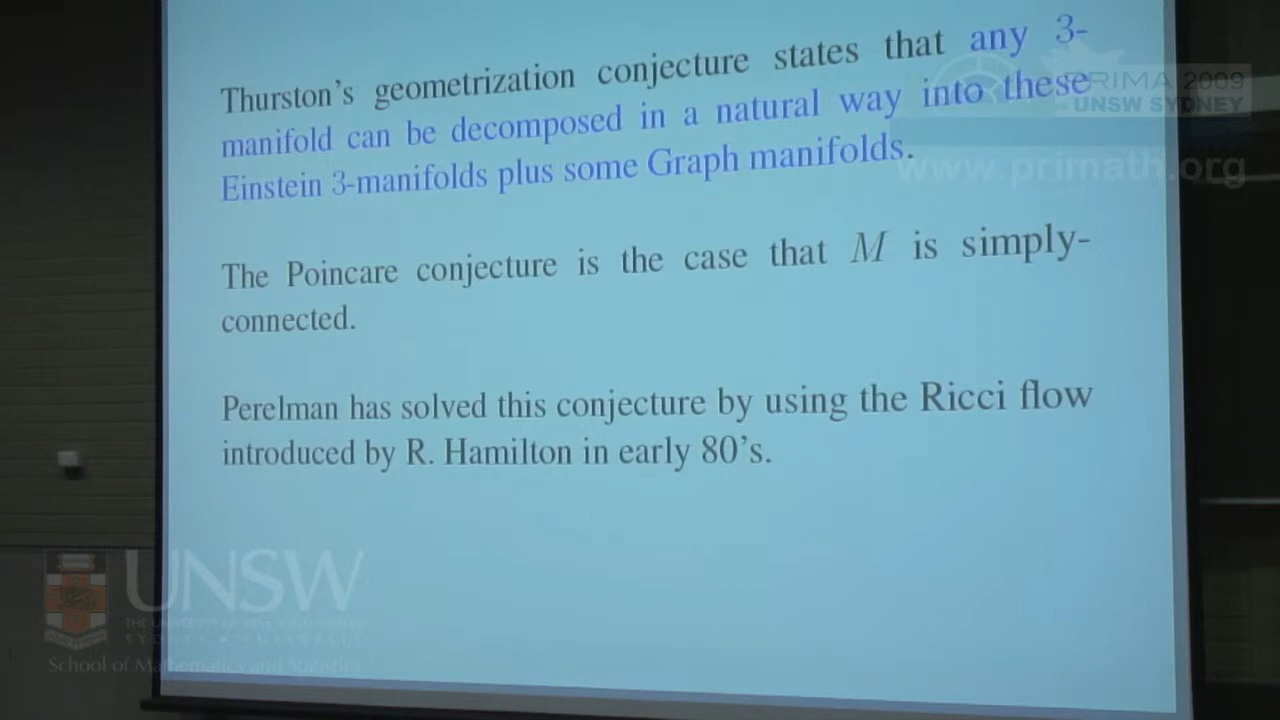 Thurston's geometrization conjecture states that any 3-
manifold can be decomposed in a natural way into these
Einstein 3-manifolds plus some Graph manifolds.
The Poincare conjecture is the case that M is simply-
connected.
Perelman has solved this conjecture by using the Ricci flow
introduced by R. Hamilton in early 80's.
PRIMA 2009
UNSW SYDNEY
www.primath.org
UNSW
School of Mathematics and Statistics